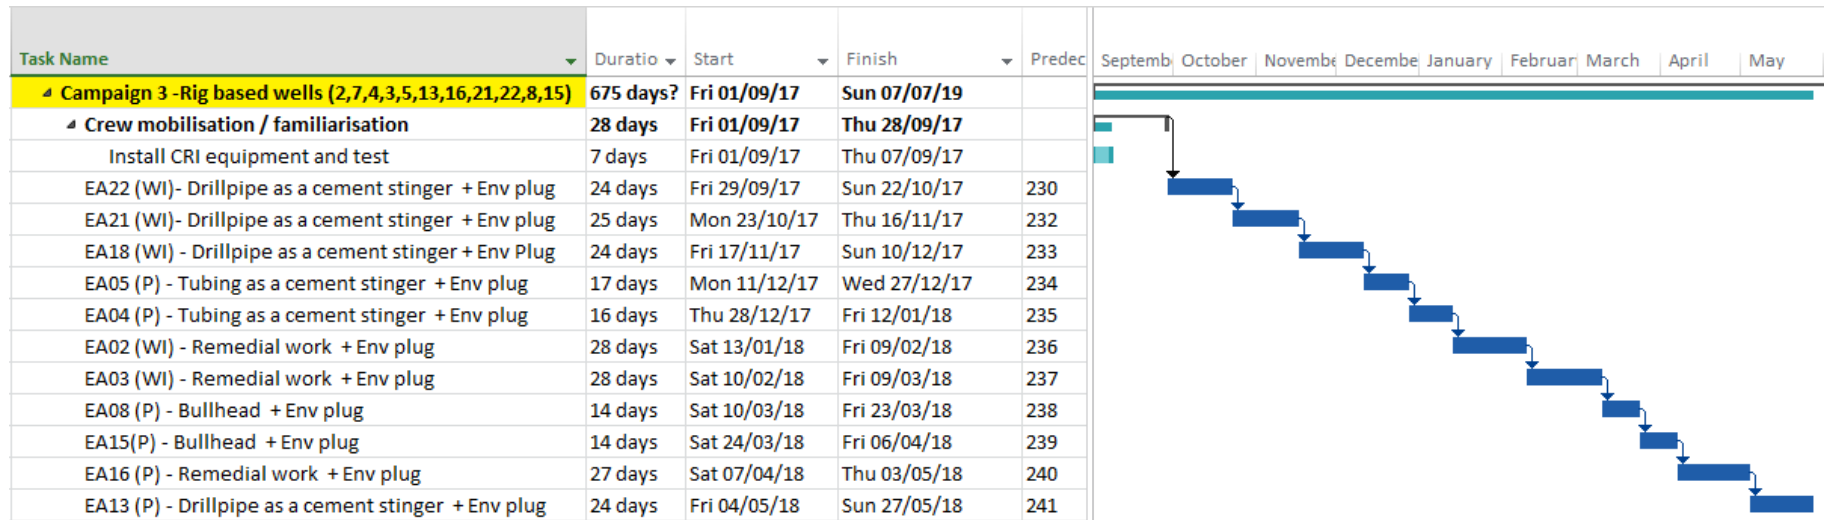 Task Name Duratio Start Finish Predec Septemb October Novembe Decembe January Februar March April May
Campaign 3 -Rig based wells (2,7,4,3,5,13,16,21,22,8,15) 675 days? Fri 01/09/17 Sun 07/07/19
Crew mobilisation / familiarisation 28 days Fri 01/09/17 Thu 28/09/17
Install CRI equipment and test 7 days Fri 01/09/17 Thu 07/09/17
EA22 (WI)- Drillpipe as a cement stinger + Env plug 24 days Fri 29/09/17 Sun 22/10/17 230
EA21 (WI)- Drillpipe as a cement stinger + Env plug 25 days Mon 23/10/17 Thu 16/11/17 232
EA18 (WI) - Drillpipe as a cement stinger + Env Plug 24 days Fri 17/11/17 Sun 10/12/17 233
EA05 (P) - Tubing as a cement stinger + Env plug 17 days Mon 11/12/17 Wed 27/12/17 234
EA04 (P) - Tubing as a cement stinger + Env plug 16 days Thu 28/12/17 Fri 12/01/18 235
EA02 (WI) - Remedial work + Env plug 28 days Sat 13/01/18 Fri 09/02/18 236
EA03 (WI) - Remedial work + Env plug 28 days Sat 10/02/18 Fri 09/03/18 237
EA08 (P) - Bullhead + Env plug 14 days Sat 10/03/18 Fri 23/03/18 238
EA15(P) - Bullhead + Env plug 14 days Sat 24/03/18 Fri 06/04/18 239
EA16 (P) - Remedial work + Env plug 27 days Sat 07/04/18 Thu 03/05/18 240
EA13 (P) - Drillpipe as a cement stinger + Env plug 24 days Fri 04/05/18 Sun 27/05/18 241